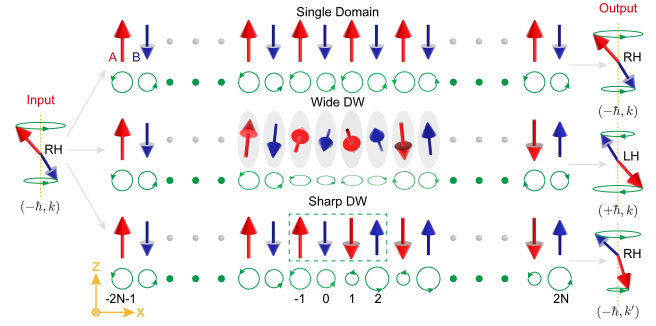 Single Domain
A B
RH
(−ħ, k)
Input
RH
(−ħ, k)
Wide DW
LH
(+ħ, k)
Sharp DW
RH
(−ħ, k′)
Z
X
-2N-1 -1 0 1 2 2N
Output